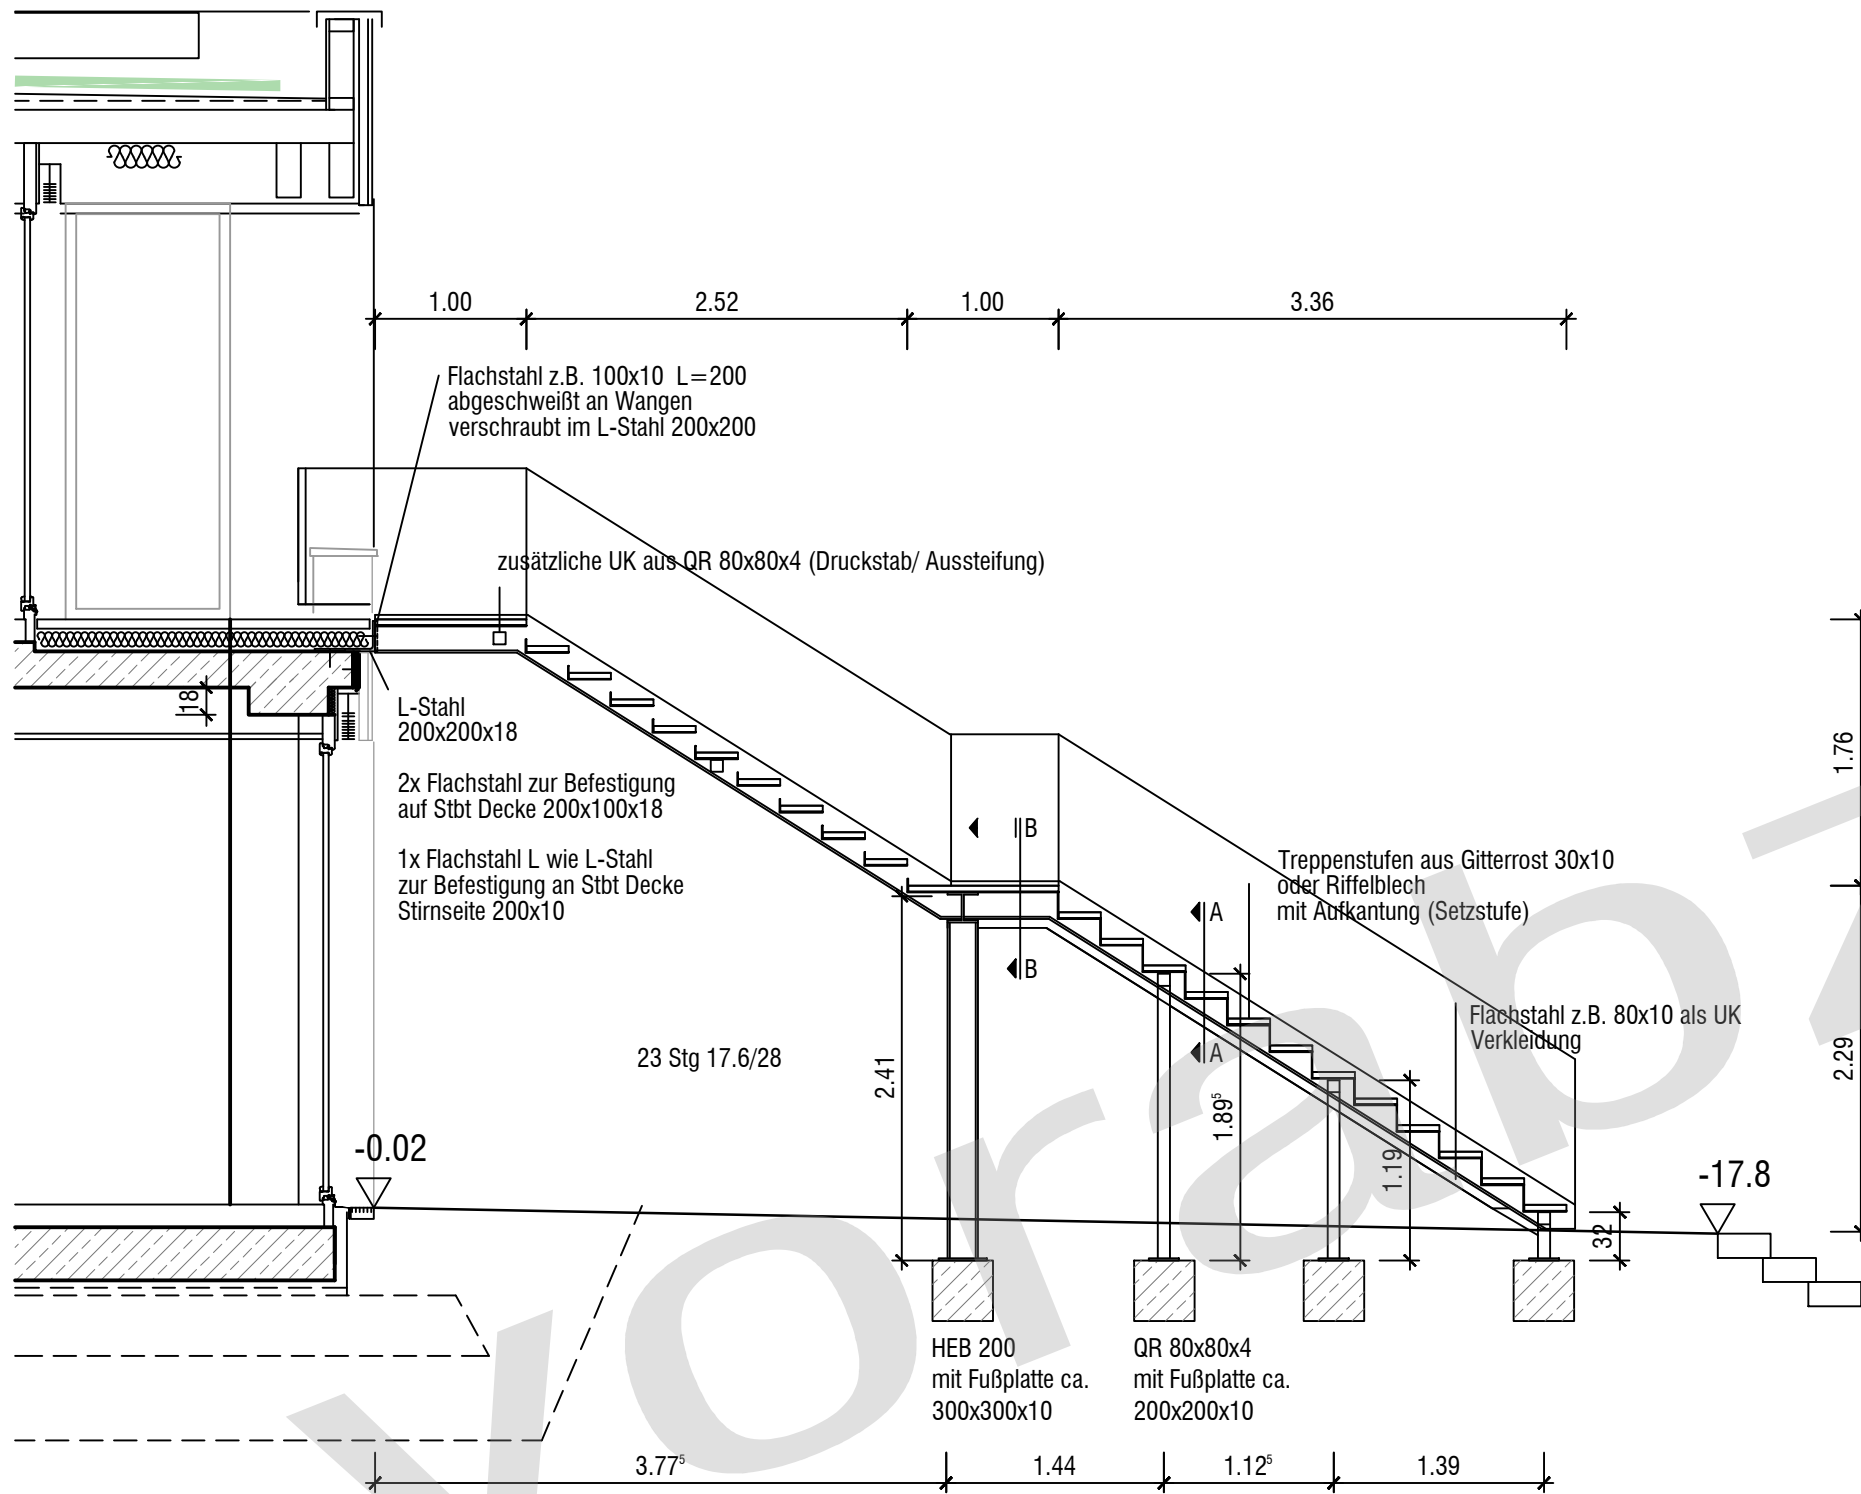 1.00
2.52
1.00
3.36
Flachstahl z.B. 100x10 L=200
abgeschweißt an Wangen
verschraubt im L-Stahl 200x200
zusätzliche UK aus QR 80x80x4 (Druckstab/ Aussteifung)
18
L-Stahl
200x200x18
2x Flachstahl zur Befestigung
auf Stbt Decke 200x100x18
1x Flachstahl L wie L-Stahl
zur Befestigung an Stbt Decke
Stirnseite 200x10
1.76
B
B
Treppenstufen aus Gitterrost 30x10
oder Riffelblech
mit Aufkantung (Setzstufe)
A
A
Flachstahl z.B. 80x10 als UK
Verkleidung
23 Stg 17.6/28
2.41
1.89⁵
1.19
32
2.29
-0.02
-17.8
HEB 200
mit Fußplatte ca.
300x300x10
QR 80x80x4
mit Fußplatte ca.
200x200x10
3.77⁵
1.44
1.12⁵
1.39
vorab